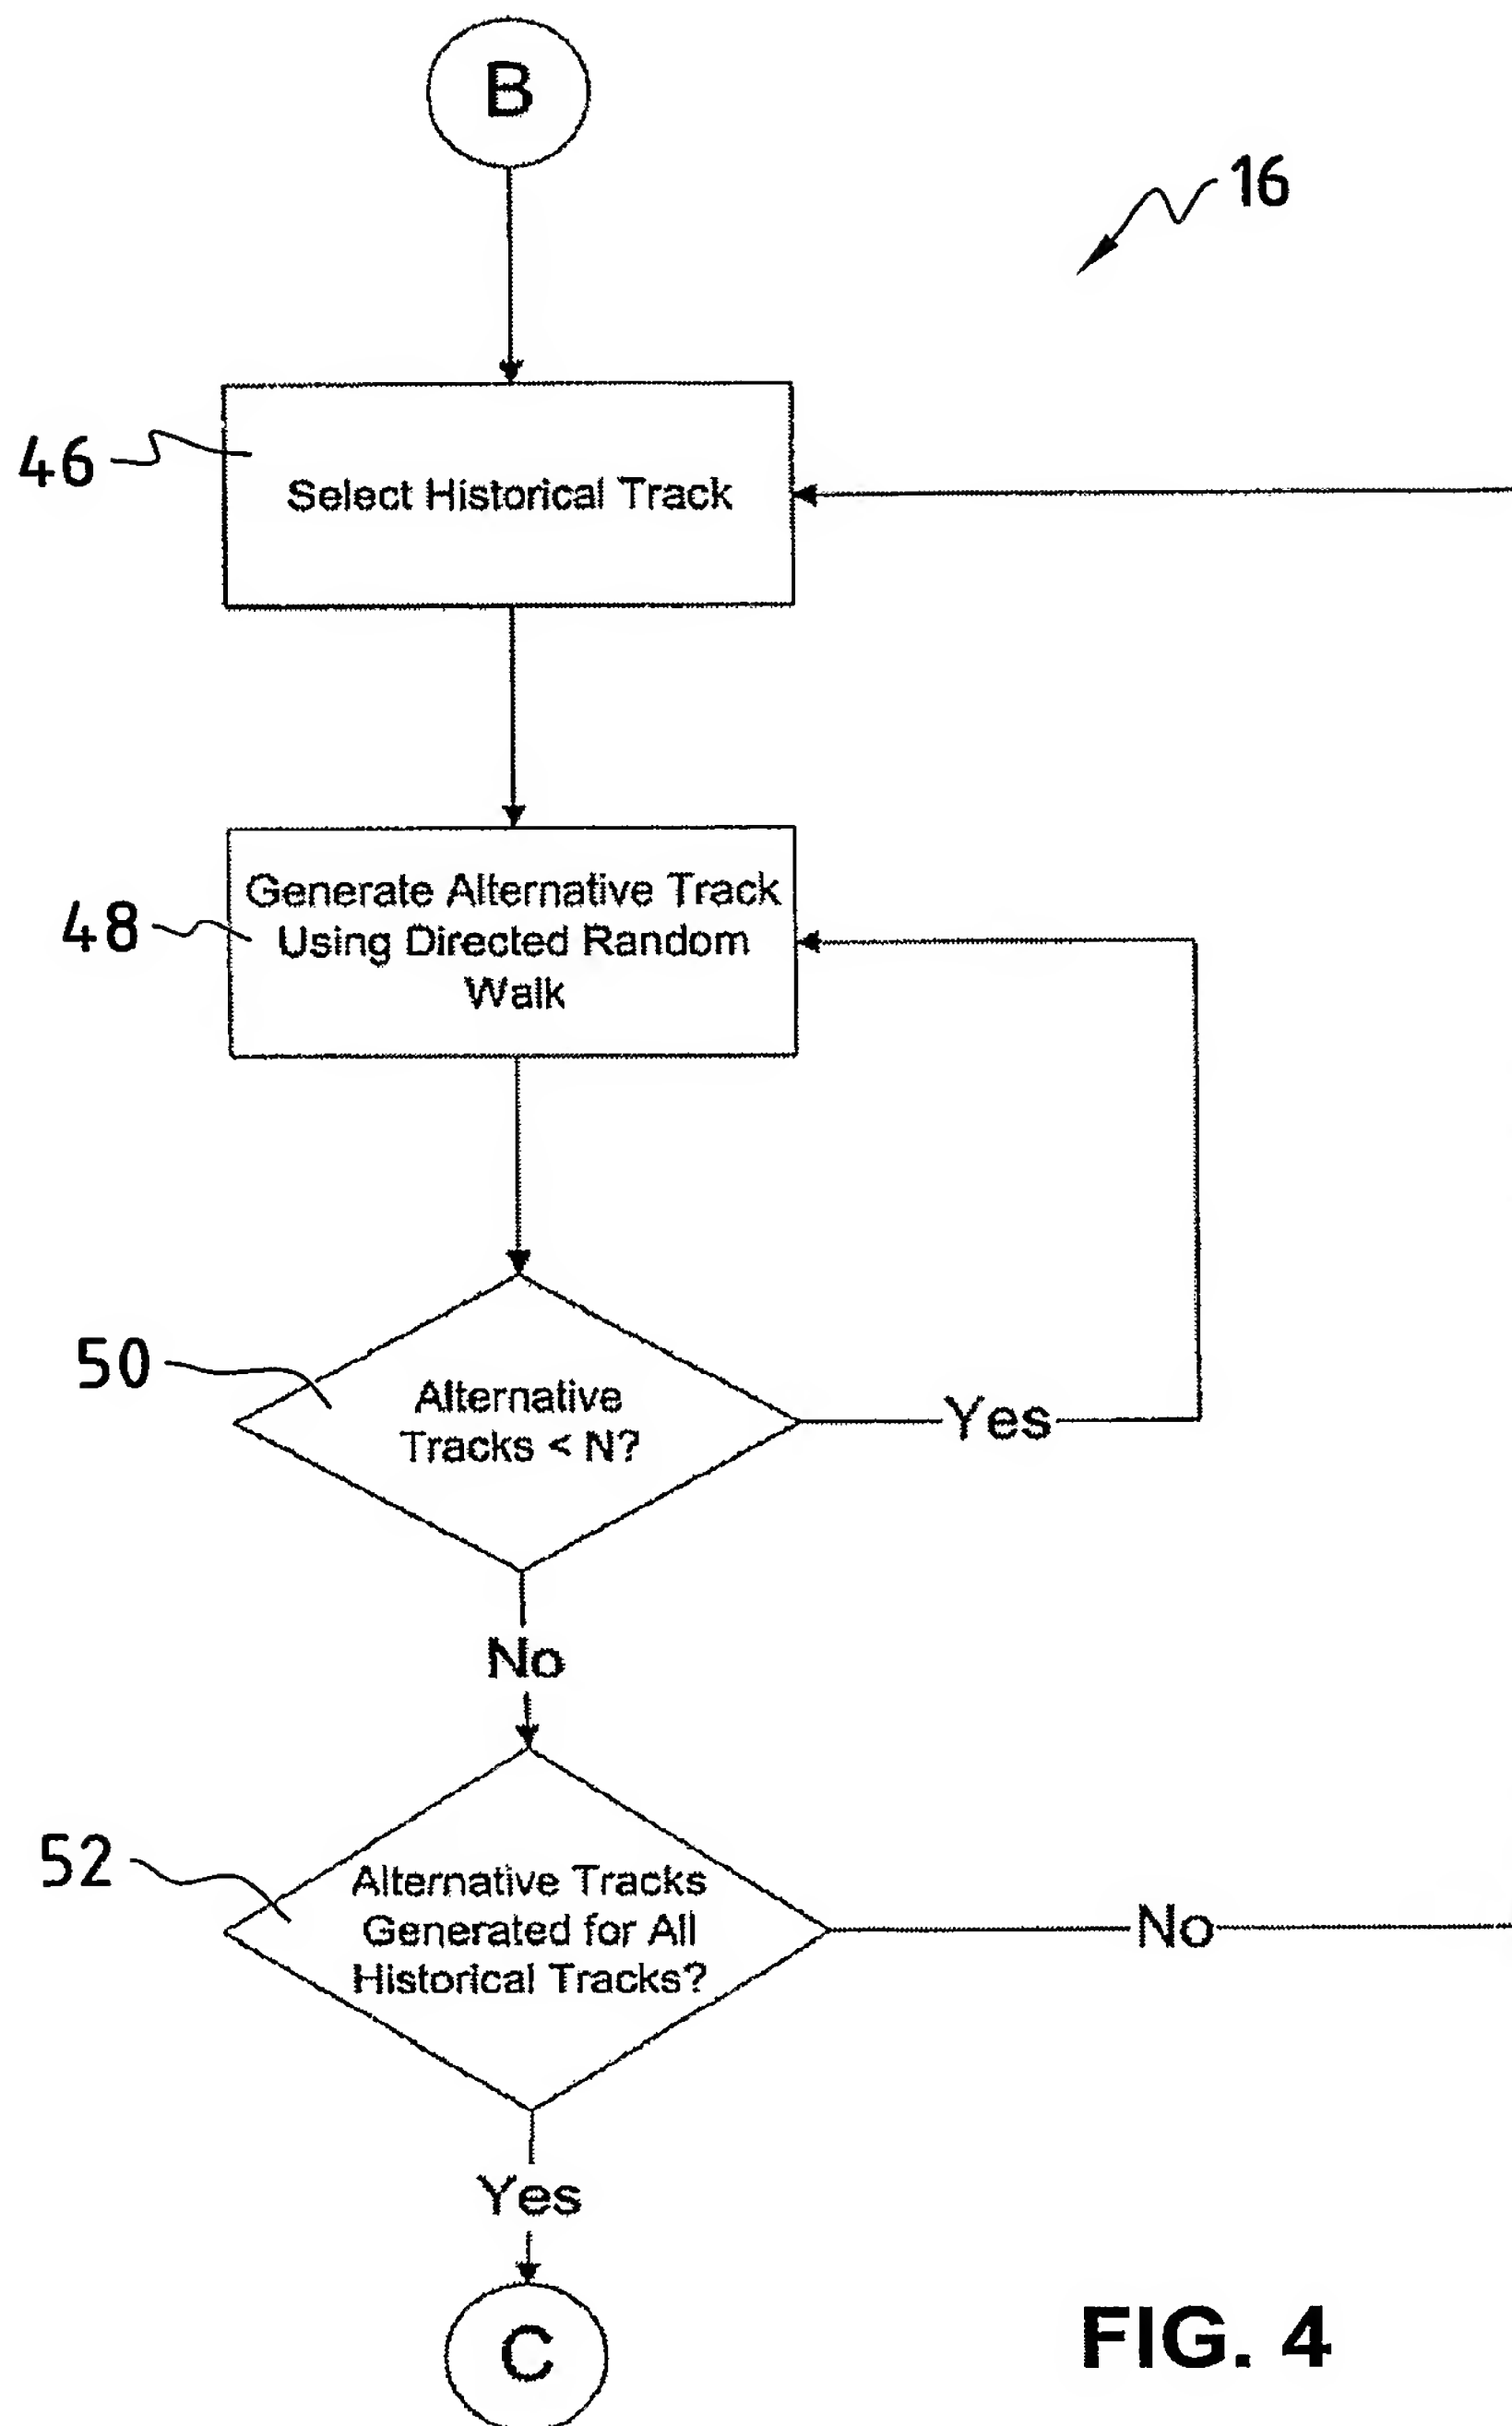 B
16
46
Select Historical Track
48
Generate Alternative Track
Using Directed Random
Walk
50
Alternative
Tracks < N?
Yes
No
52
Alternative Tracks
Generated for All
Historical Tracks?
No
Yes
C
FIG. 4